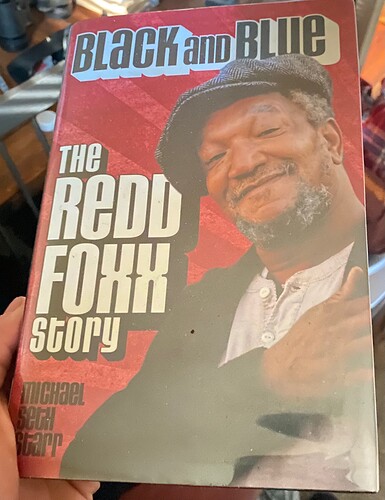 BLACK AND BLUE
THE
REDD
FOXX
STORY
MICHAEL
SETH
STARR